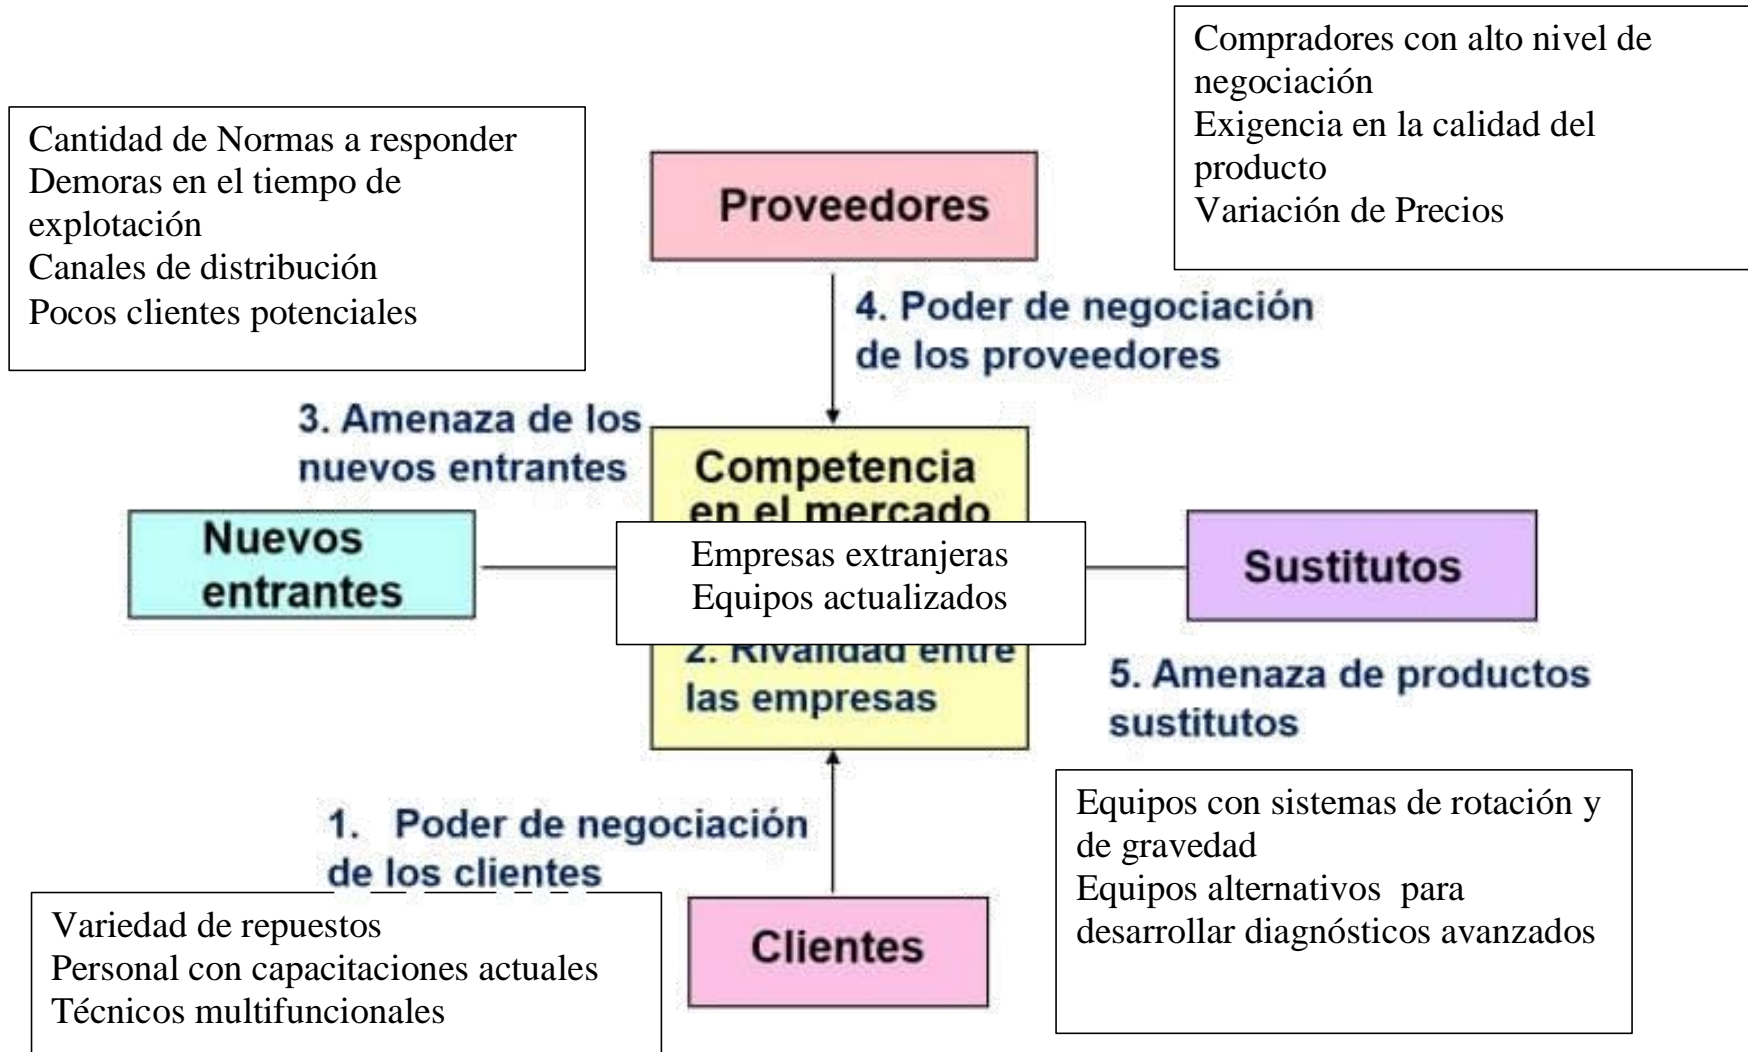 Compradores con alto nivel de
negociación
Exigencia en la calidad del
producto
Variación de Precios
Cantidad de Normas a responder
Demoras en el tiempo de
explotación
Canales de distribución
Pocos clientes potenciales
Proveedores
4. Poder de negociación
de los proveedores
3. Amenaza de los
nuevos entrantes
Competencia
en el mercado
Nuevos
entrantes
Empresas extranjeras
Equipos actualizados
Sustitutos
2. Rivalidad entre
las empresas
5. Amenaza de productos
sustitutos
1. Poder de negociación
de los clientes
Equipos con sistemas de rotación y
de gravedad
Equipos alternativos para
desarrollar diagnósticos avanzados
Variedad de repuestos
Personal con capacitaciones actuales
Técnicos multifuncionales
Clientes